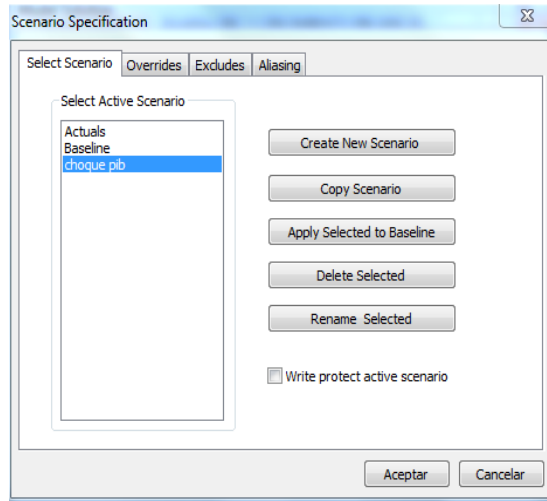 Scenario Specification
Select Scenario Overrides Excludes Aliasing
Select Active Scenario
Actuals
Baseline
choque pib
Create New Scenario
Copy Scenario
Apply Selected to Baseline
Delete Selected
Rename Selected
Write protect active scenario
Aceptar Cancelar